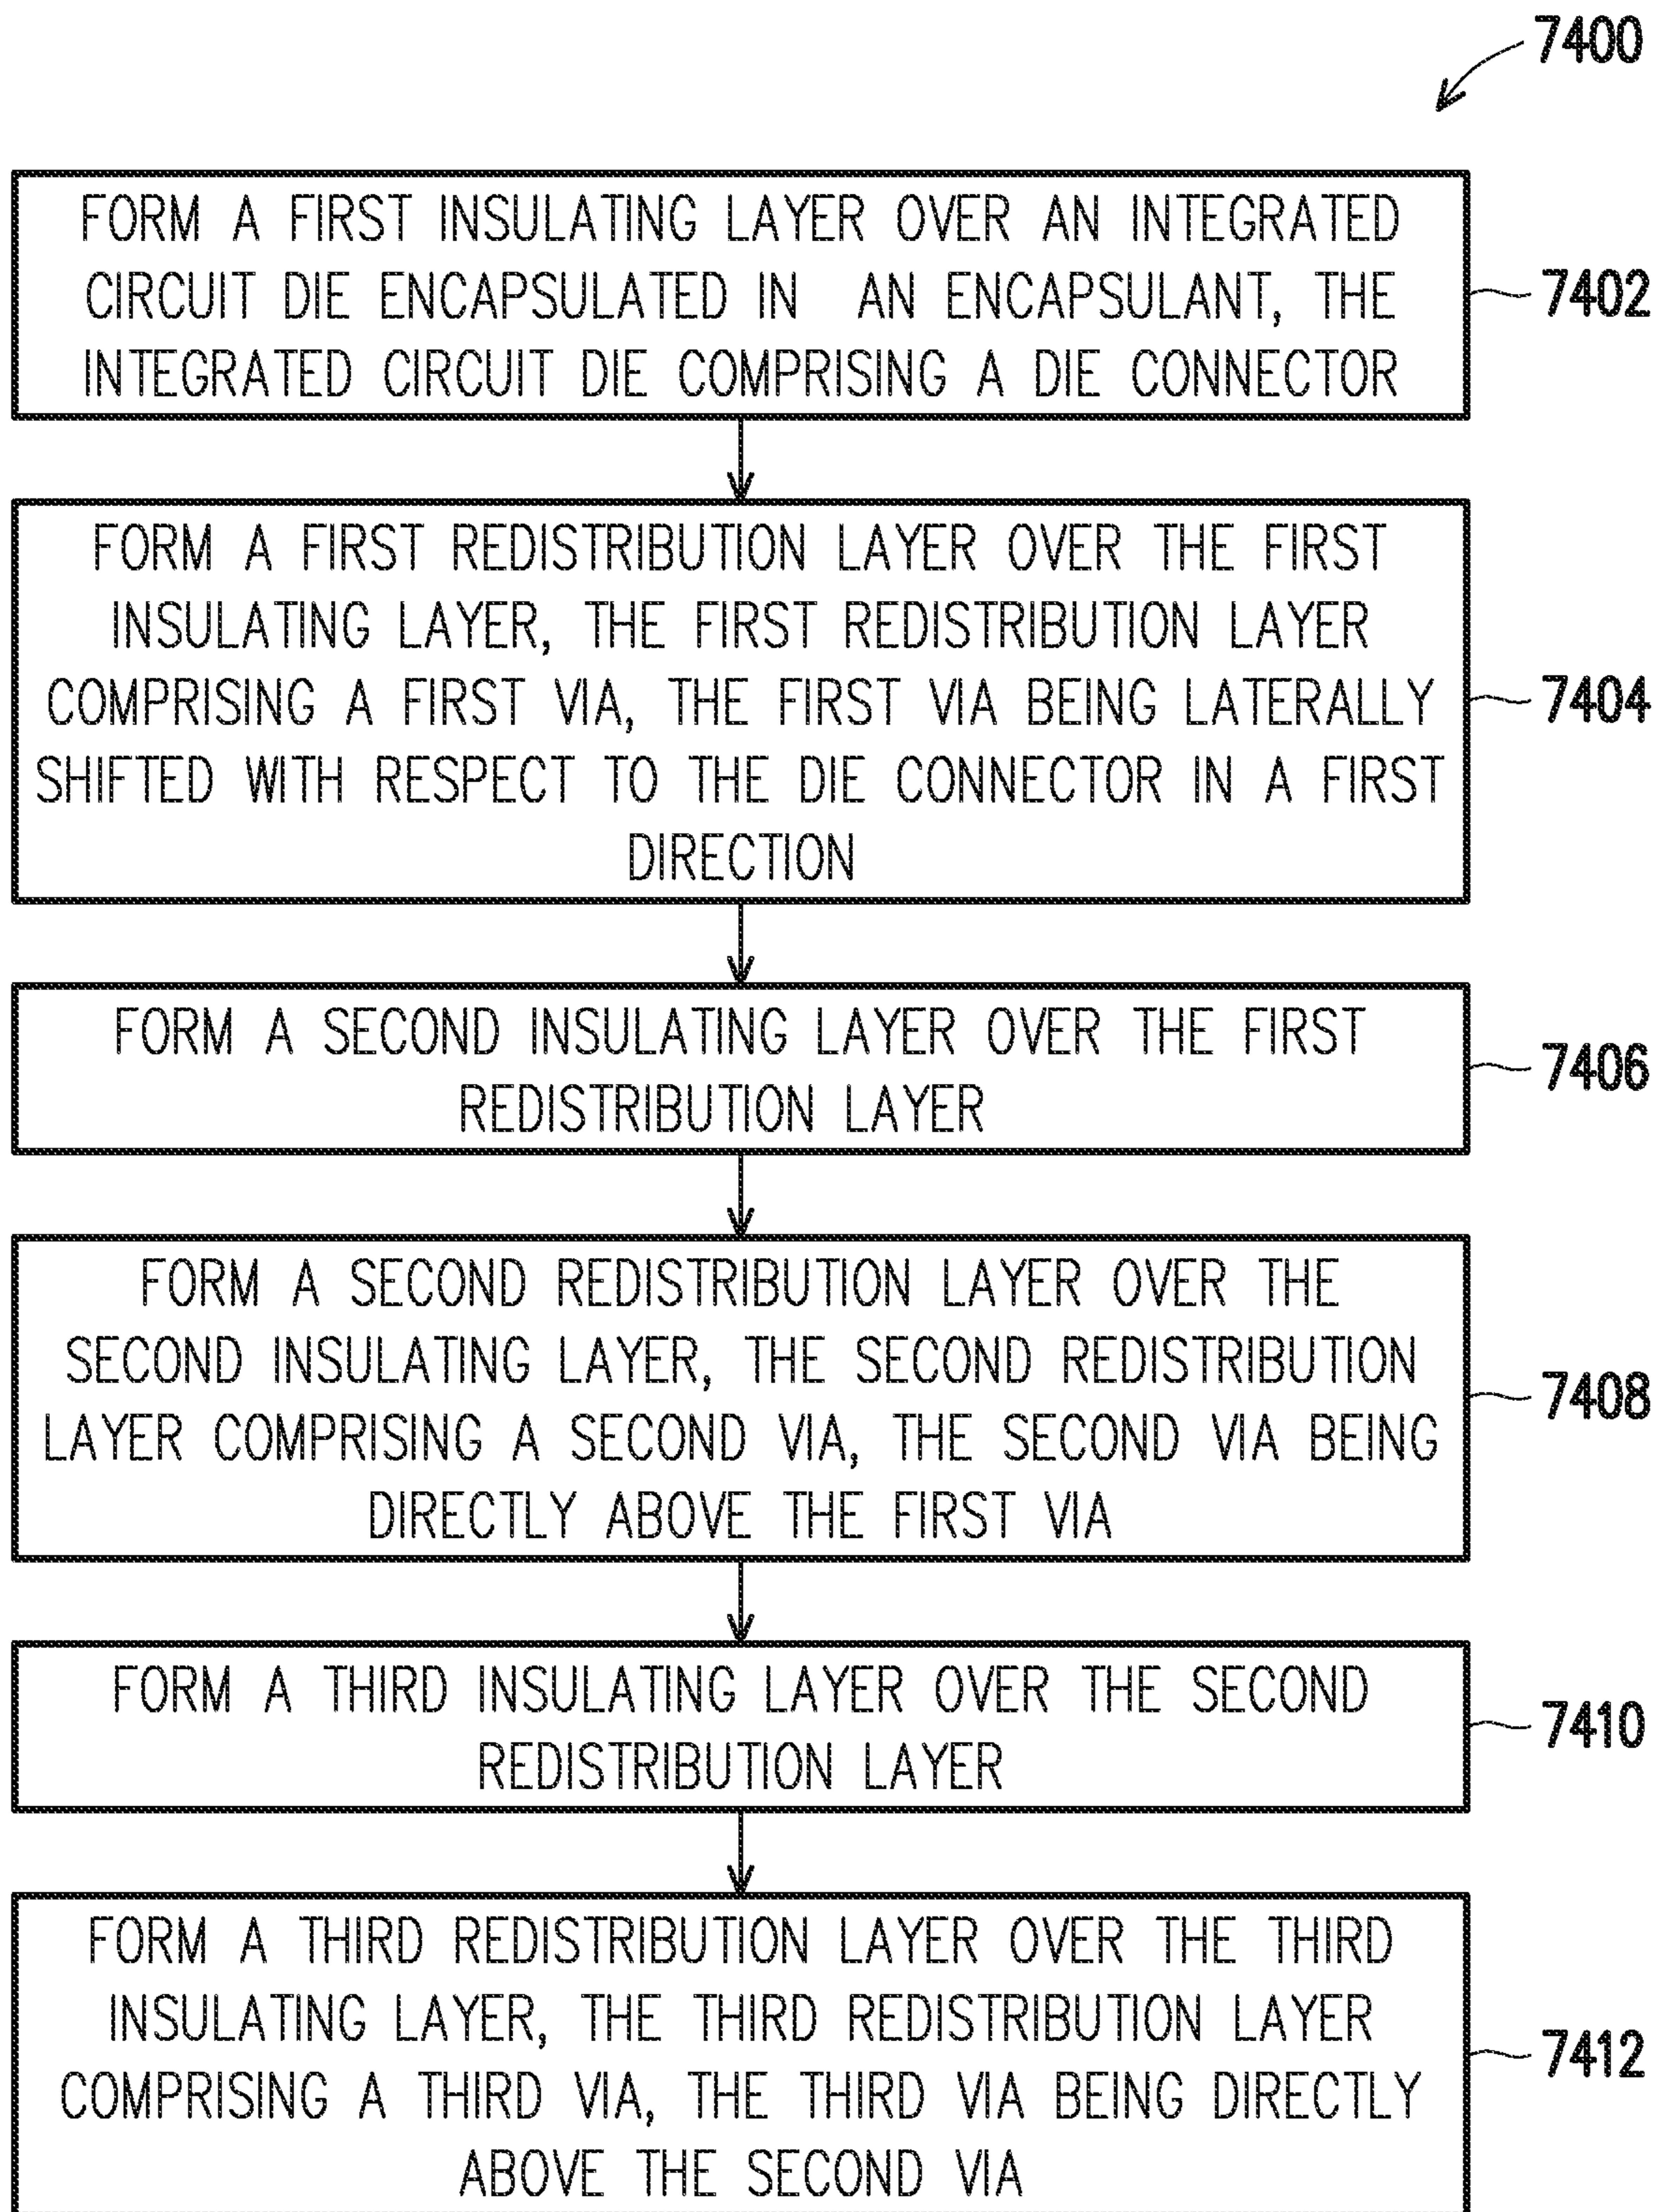 7400
FORM A FIRST INSULATING LAYER OVER AN INTEGRATED
CIRCUIT DIE ENCAPSULATED IN AN ENCAPSULANT, THE
INTEGRATED CIRCUIT DIE COMPRISING A DIE CONNECTOR
7402
FORM A FIRST REDISTRIBUTION LAYER OVER THE FIRST
INSULATING LAYER, THE FIRST REDISTRIBUTION LAYER
COMPRISING A FIRST VIA, THE FIRST VIA BEING LATERALLY
SHIFTED WITH RESPECT TO THE DIE CONNECTOR IN A FIRST
DIRECTION
7404
FORM A SECOND INSULATING LAYER OVER THE FIRST
REDISTRIBUTION LAYER
7406
FORM A SECOND REDISTRIBUTION LAYER OVER THE
SECOND INSULATING LAYER, THE SECOND REDISTRIBUTION
LAYER COMPRISING A SECOND VIA, THE SECOND VIA BEING
DIRECTLY ABOVE THE FIRST VIA
7408
FORM A THIRD INSULATING LAYER OVER THE SECOND
REDISTRIBUTION LAYER
7410
FORM A THIRD REDISTRIBUTION LAYER OVER THE THIRD
INSULATING LAYER, THE THIRD REDISTRIBUTION LAYER
COMPRISING A THIRD VIA, THE THIRD VIA BEING DIRECTLY
ABOVE THE SECOND VIA
7412